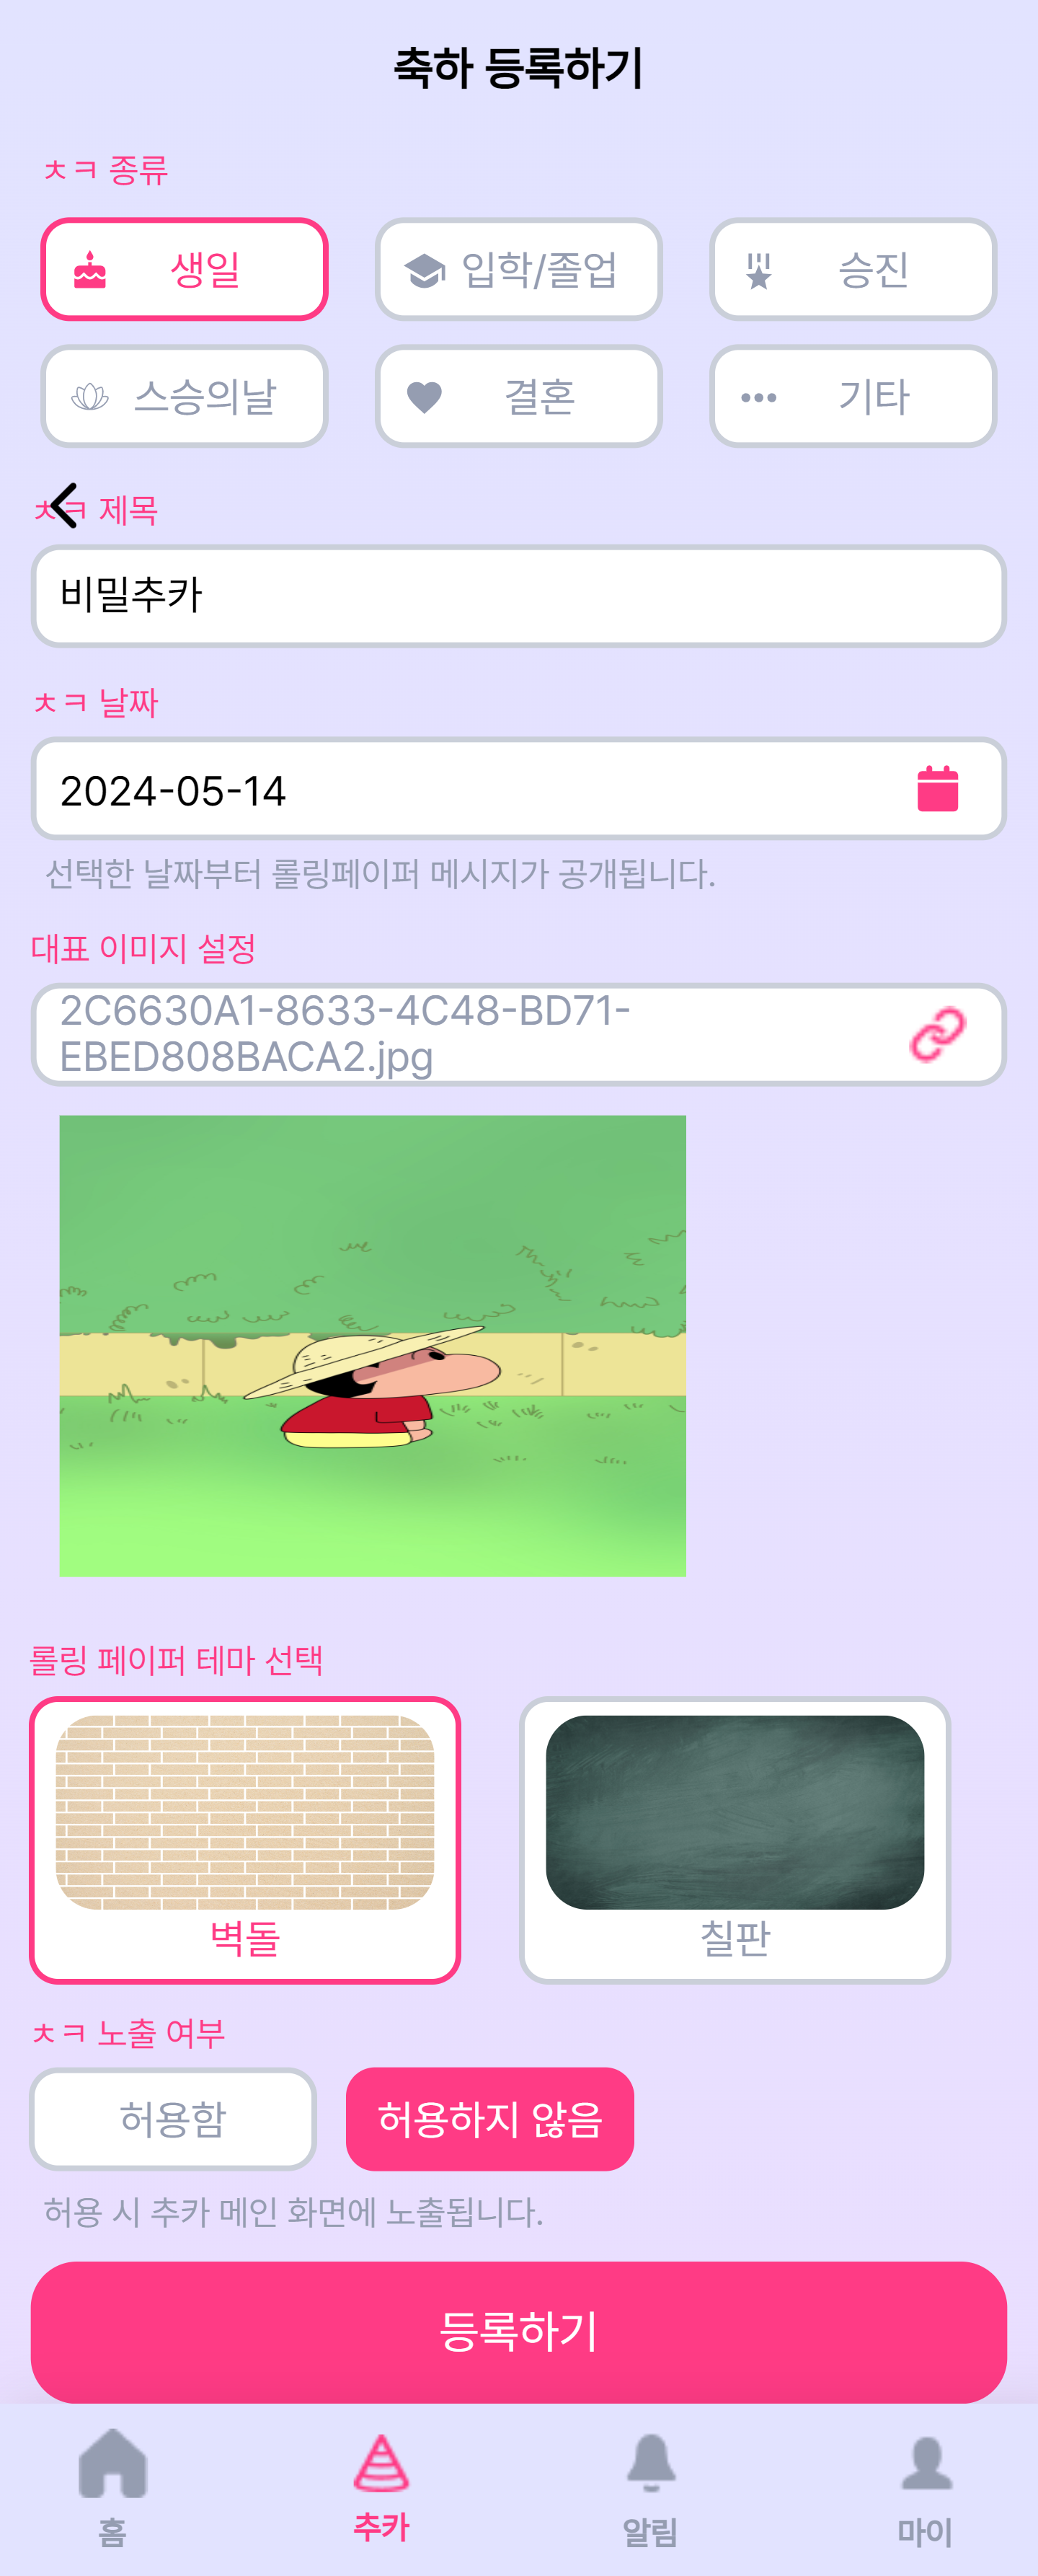 축하 등록하기
ㅊㅋ 종류
생일
입학/졸업
승진
스승의날
결혼
기타
ㅊㅋ 제목
비밀추카
ㅊㅋ 날짜
2024-05-14
선택한 날짜부터 롤링페이퍼 메시지가 공개됩니다.
대표 이미지 설정
2C6630A1-8633-4C48-BD71-
EBED808BACA2.jpg
롤링 페이퍼 테마 선택
벽돌
칠판
ㅊㅋ 노출 여부
허용함
허용하지 않음
허용 시 추카 메인 화면에 노출됩니다.
등록하기
홈
추카
알림
마이